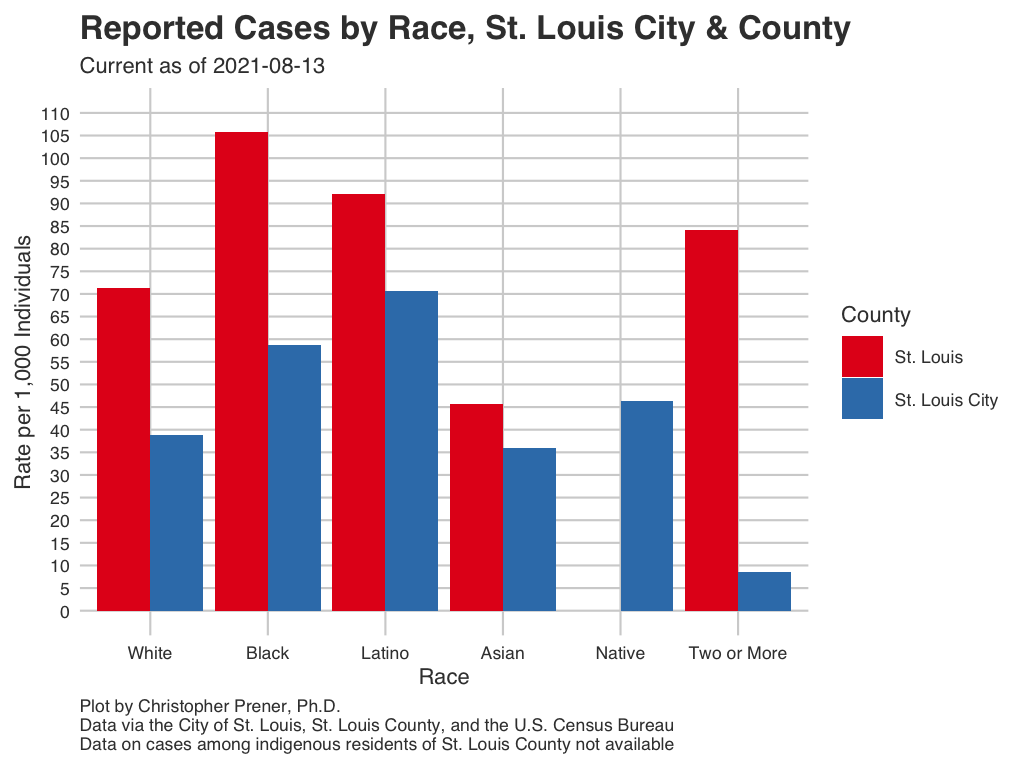 Reported Cases by Race, St. Louis City & County
Current as of 2021-08-13
110
105
100
95
90
85
80
75
70
65
60
55
50
45
40
35
30
25
20
15
10
5
0
Rate per 1,000 Individuals
White
Black
Latino
Asian
Native
Two or More
Race
County
St. Louis
St. Louis City
Plot by Christopher Prener, Ph.D.
Data via the City of St. Louis, St. Louis County, and the U.S. Census Bureau
Data on cases among indigenous residents of St. Louis County not available